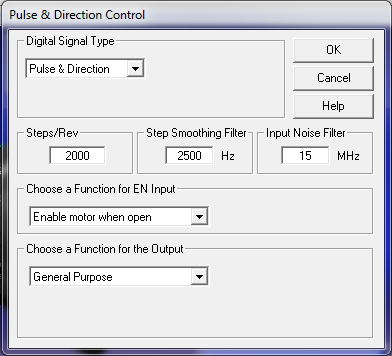 Pulse & Direction Control
Digital Signal Type
Pulse & Direction
OK
Cancel
Help
Steps/Rev
2000
Step Smoothing Filter
2500 Hz
Input Noise Filter
15 MHz
Choose a Function for EN Input
Enable motor when open
Choose a Function for the Output
General Purpose